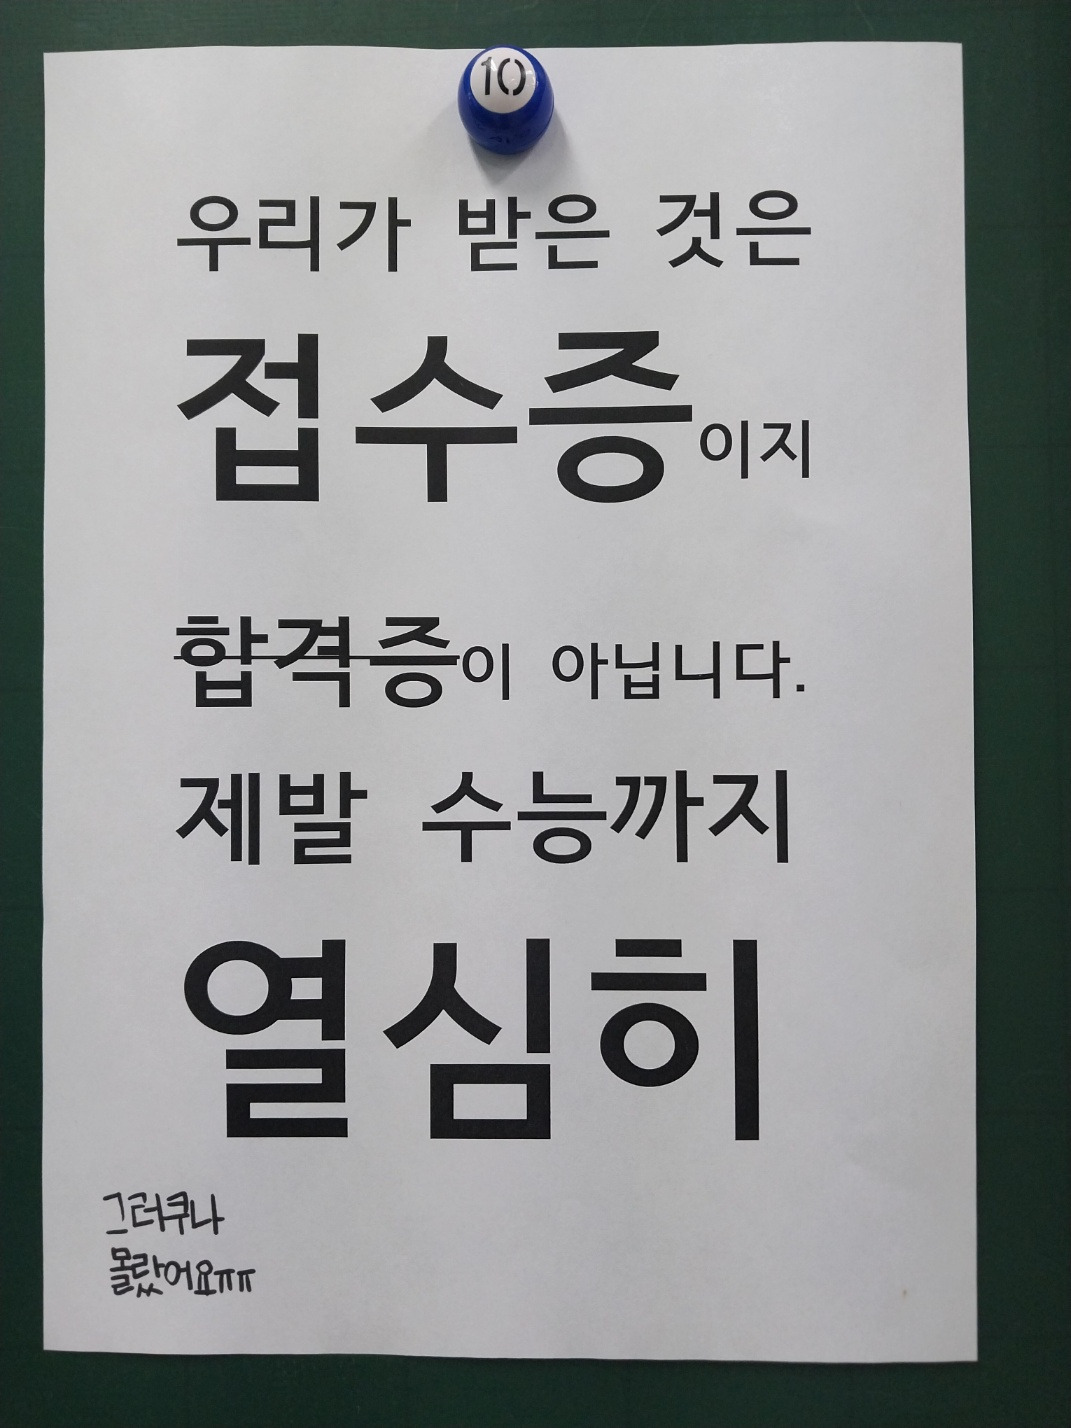 10
우리가 받은 것은
접수증이지
합격증이 아닙니다.
제발 수능까지
열심히
그러쿠나
몰랐어요ㅠㅠ